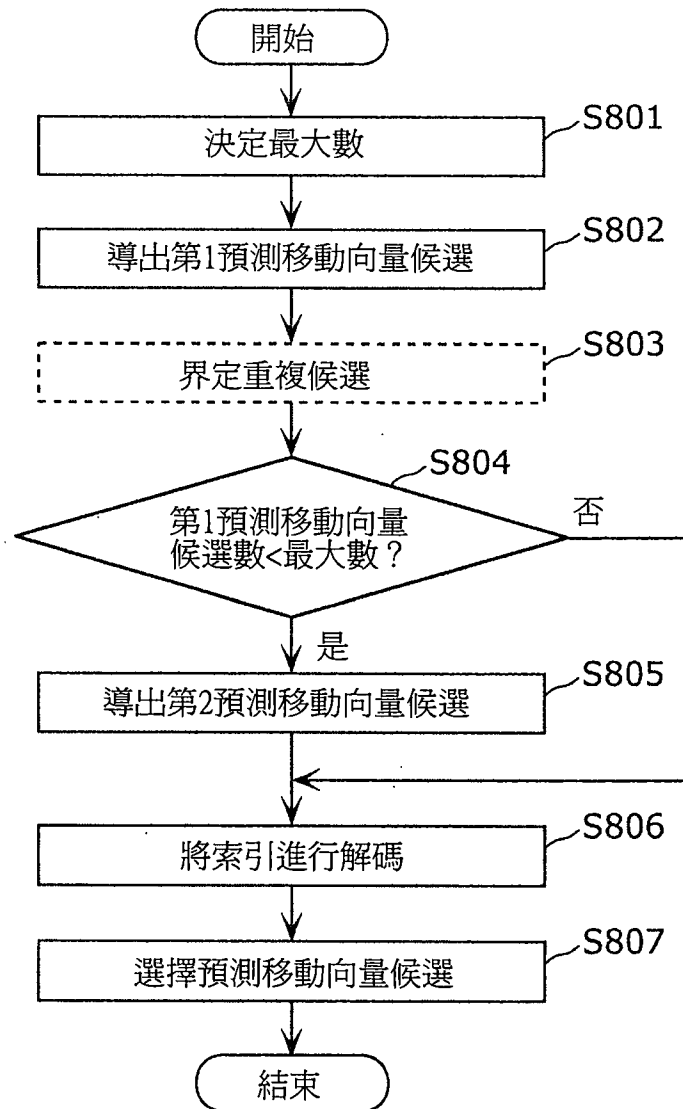 開始
S801
決定最大數
S802
導出第1預測移動向量候選
S803
界定重複候選
S804
第1預測移動向量
候選數<最大數？
否
是
S805
導出第2預測移動向量候選
S806
將索引進行解碼
S807
選擇預測移動向量候選
結束